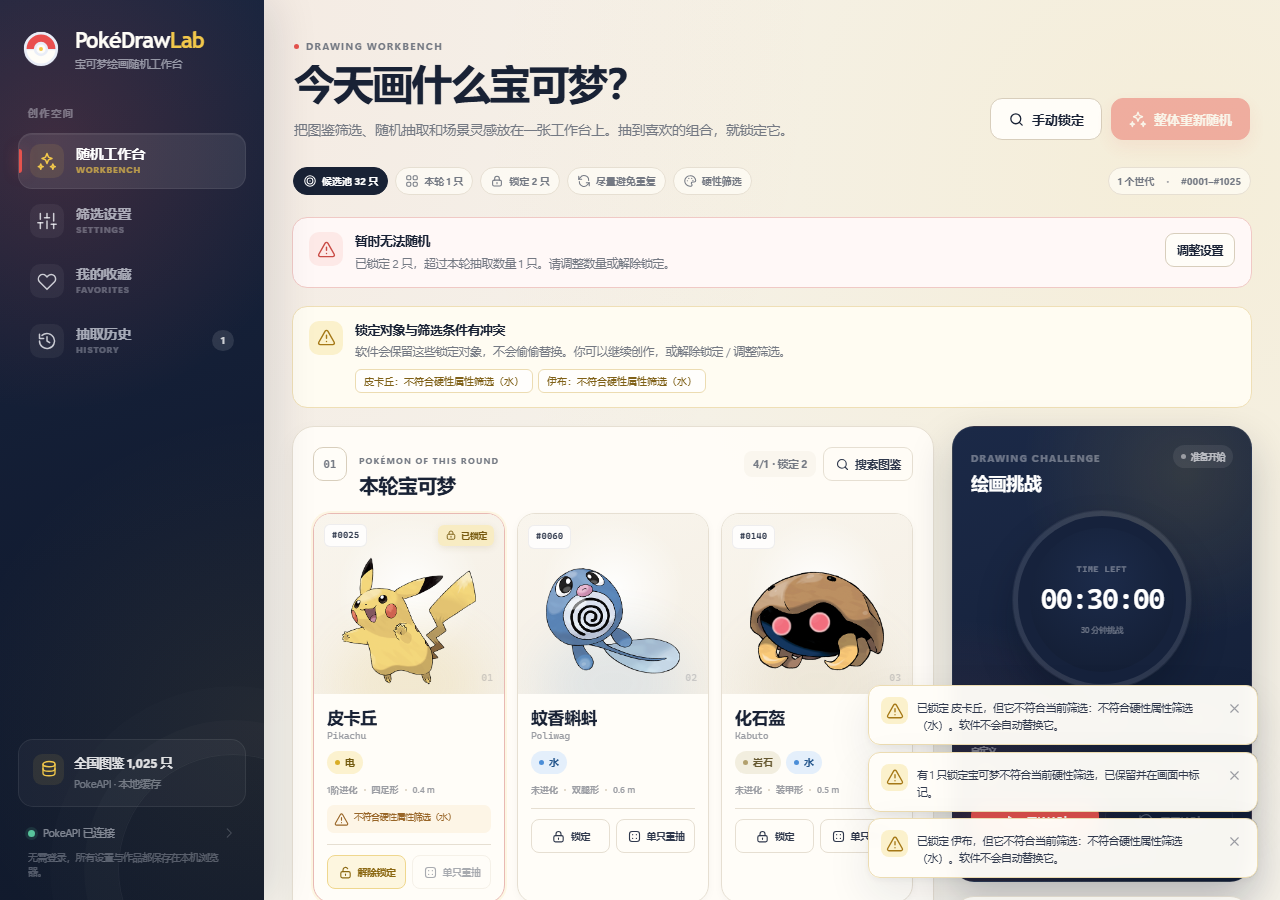 PokéDrawLab
宝可梦绘画随机工作台
创作空间
随机工作台
WORKBENCH
筛选设置
SETTINGS
我的收藏
FAVORITES
抽取历史
HISTORY
1
全国图鉴 1,025 只
PokeAPI · 本地缓存
PokeAPI 已连接
无需登录，所有设置与作品都保存在本机浏览
器。
DRAWING WORKBENCH
今天画什么宝可梦？
把图鉴筛选、随机抽取和场景灵感放在一张工作台上。抽到喜欢的组合，就锁定它。
手动锁定
整体重新随机
候选池 32 只
本轮 1 只
锁定 2 只
尽量避免重复
硬性筛选
1 个世代 · #0001–#1025
暂时无法随机
已锁定 2 只，超过本轮抽取数量 1 只。请调整数量或解除锁定。
调整设置
锁定对象与筛选条件有冲突
软件会保留这些锁定对象，不会偷偷替换。你可以继续创作，或解除锁定 / 调整筛选。
皮卡丘：不符合硬性属性筛选（水）
伊布：不符合硬性属性筛选（水）
01
POKÉMON OF THIS ROUND
本轮宝可梦
4/1 · 锁定 2
搜索图鉴
#0025
已锁定
01
皮卡丘
Pikachu
电
1阶进化 · 四足形 · 0.4 m
不符合硬性属性筛选（水）
解除锁定
单只重抽
#0060
02
蚊香蝌蚪
Poliwag
水
未进化 · 双腿形 · 0.6 m
锁定
单只重抽
#0140
03
化石盔
Kabuto
岩石
水
未进化 · 装甲形 · 0.5 m
锁定
单只
DRAWING CHALLENGE
准备开始
绘画挑战
TIME LEFT
00:30:00
30 分钟挑战
已锁定 皮卡丘，但它不符合当前筛选：不符合硬性属性筛选
（水）。软件不会自动替换它。
有 1 只锁定宝可梦不符合当前硬性筛选，已保留并在画面中标
记。
已锁定 伊布，但它不符合当前筛选：不符合硬性属性筛选
（水）。软件不会自动替换它。